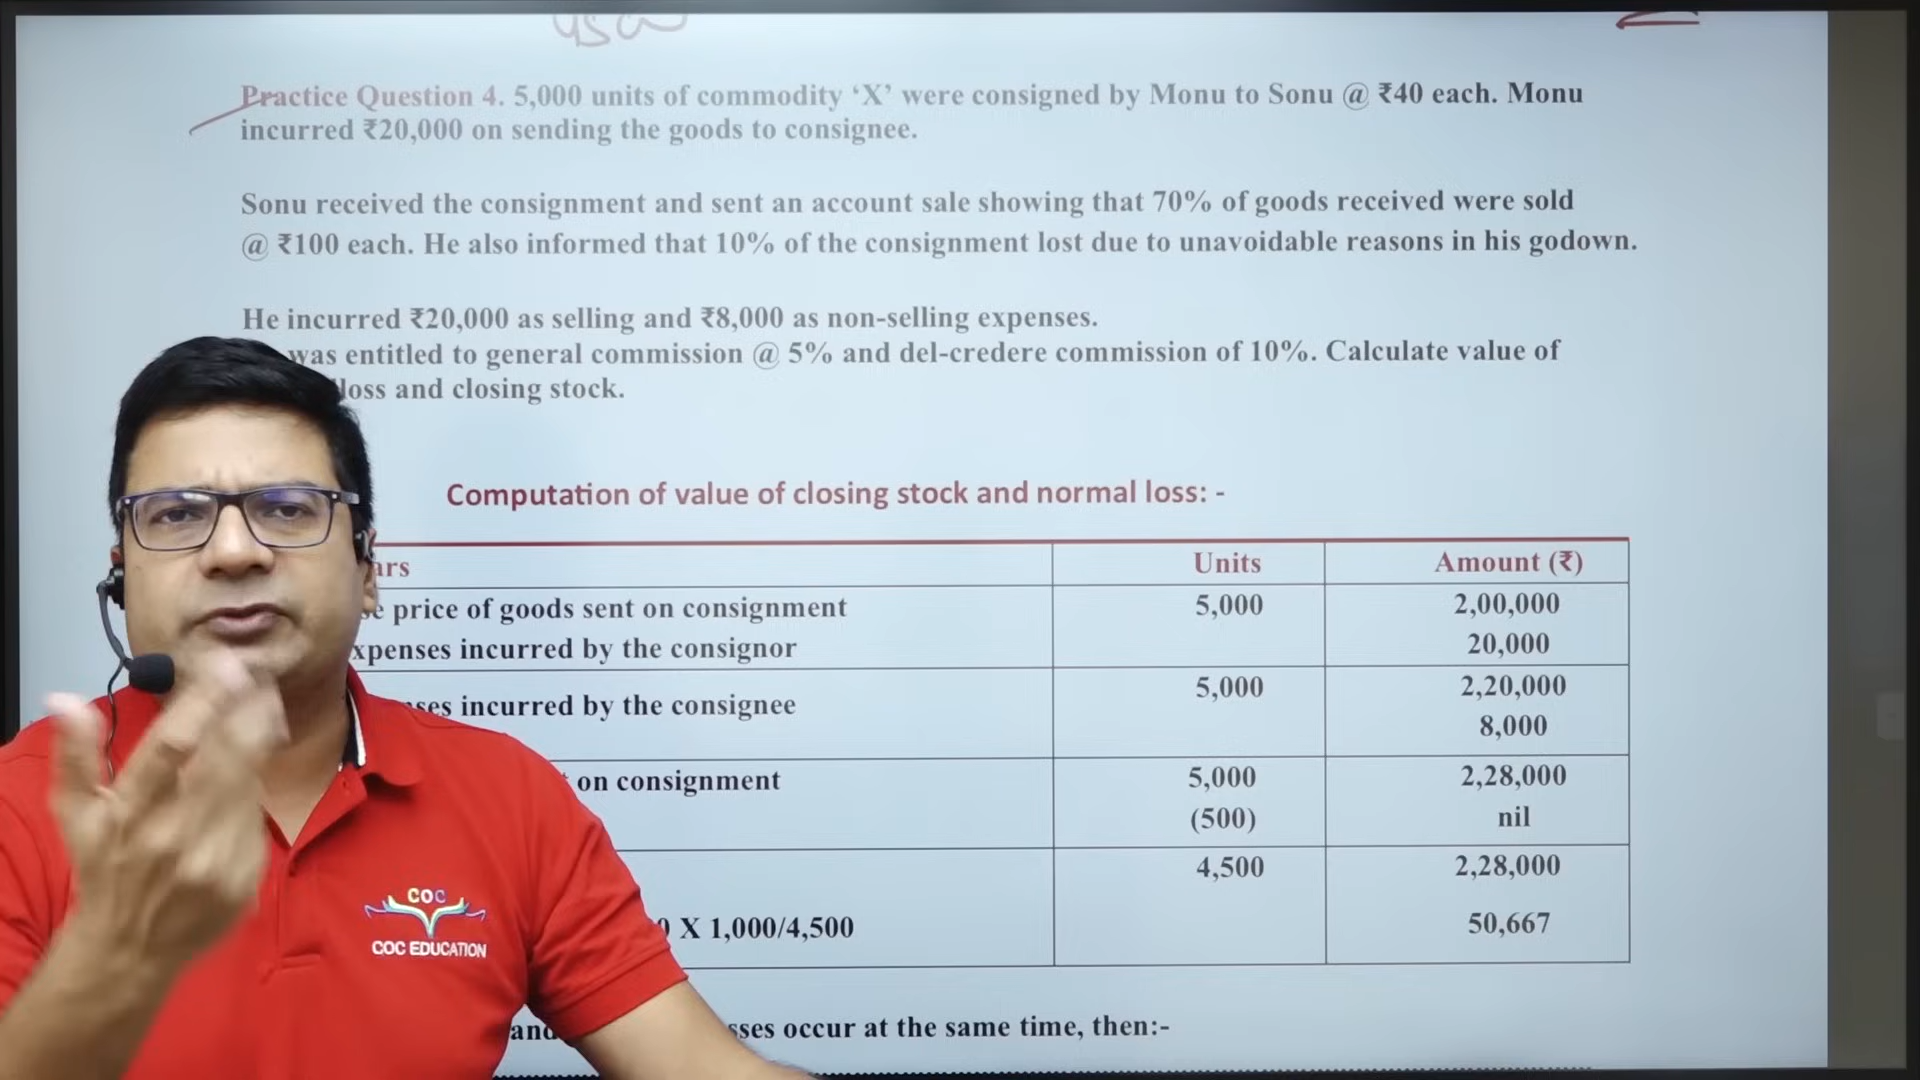 Practice Question 4. 5,000 units of commodity ‘X’ were consigned by Monu to Sonu @ ₹40 each. Monu
incurred ₹20,000 on sending the goods to consignee.
Sonu received the consignment and sent an account sale showing that 70% of goods received were sold
@ ₹100 each. He also informed that 10% of the consignment lost due to unavoidable reasons in his godown.
He incurred ₹20,000 as selling and ₹8,000 as non-selling expenses.
was entitled to general commission @ 5% and del-credere commission of 10%. Calculate value of
loss and closing stock.
Computation of value of closing stock and normal loss: -
Units Amount (₹)
price of goods sent on consignment 5,000 2,00,000
incurred by the consignor 20,000
5,000 2,20,000
incurred by the consignee 8,000
on consignment 5,000 2,28,000
(500) nil
4,500 2,28,000
X 1,000/4,500 50,667
occur at the same time, then:-
COC
COC EDUCATION